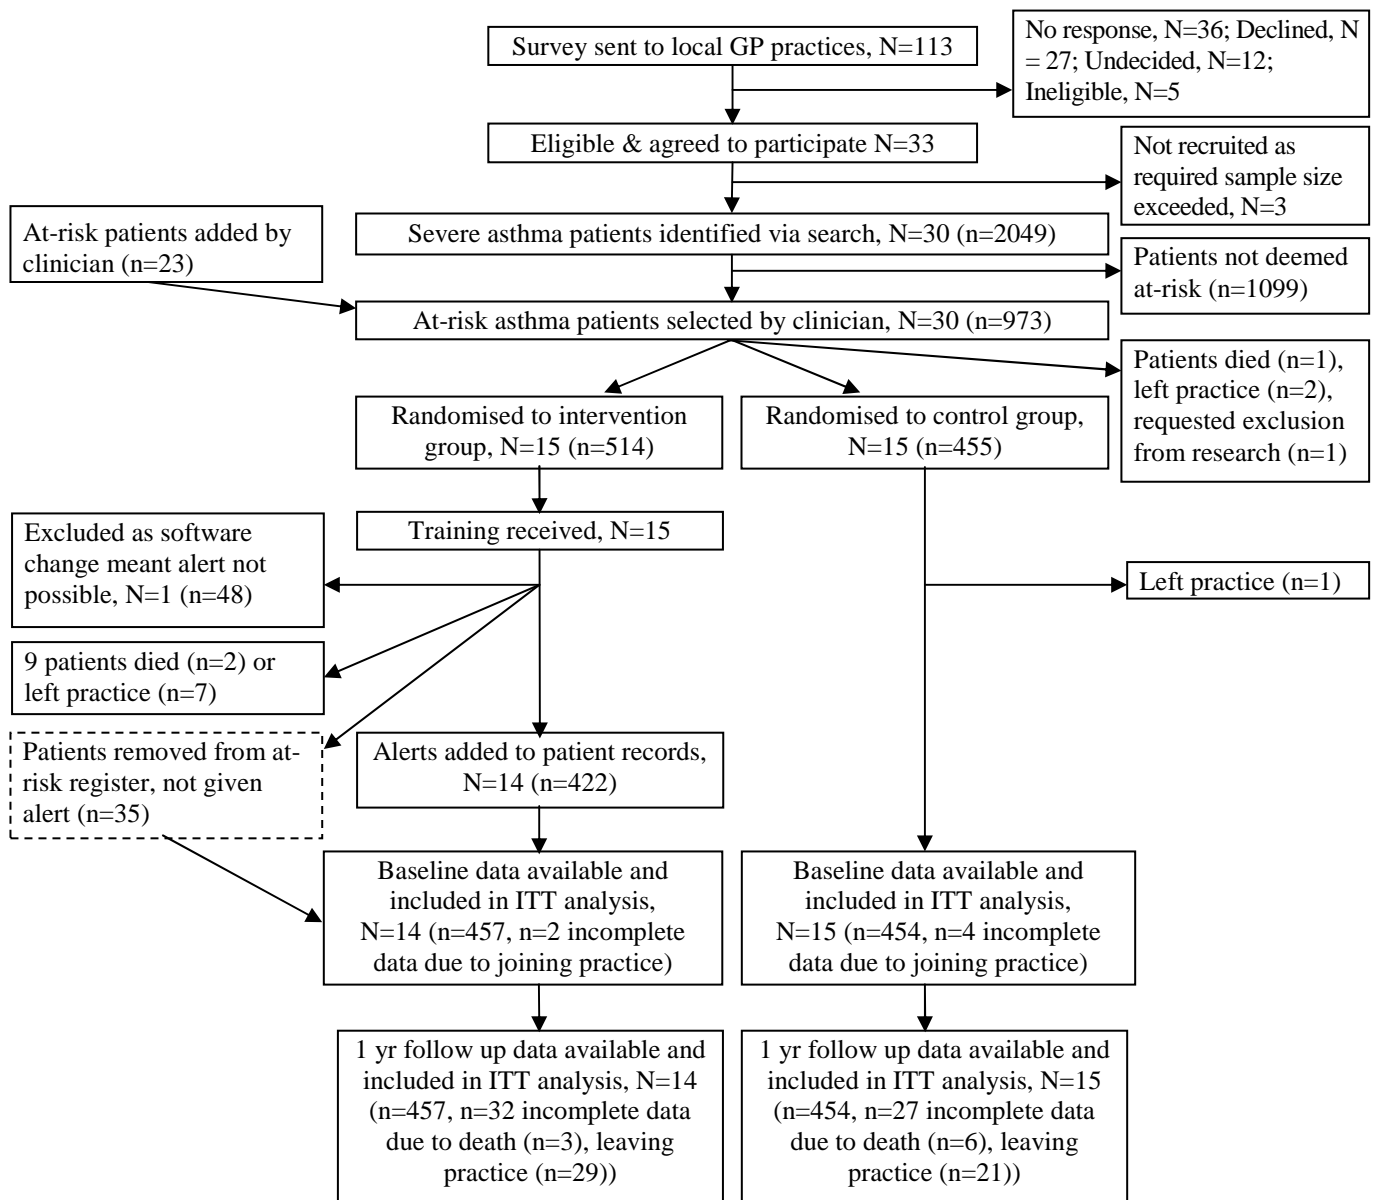 Survey sent to local GP practices, N=113
No response, N=36; Declined, N
= 27; Undecided, N=12;
Ineligible, N=5
Eligible & agreed to participate N=33
Not recruited as
required sample size
exceeded, N=3
Severe asthma patients identified via search, N=30 (n=2049)
At-risk patients added by
clinician (n=23)
Patients not deemed
at-risk (n=1099)
At-risk asthma patients selected by clinician, N=30 (n=973)
Patients died (n=1),
left practice (n=2),
requested exclusion
from research (n=1)
Randomised to intervention
group, N=15 (n=514)
Randomised to control group,
N=15 (n=455)
Training received, N=15
Excluded as software
change meant alert not
possible, N=1 (n=48)
Left practice (n=1)
9 patients died (n=2) or
left practice (n=7)
Patients removed from at-
risk register, not given
alert (n=35)
Alerts added to patient records,
N=14 (n=422)
Baseline data available and
included in ITT analysis,
N=14 (n=457, n=2 incomplete
data due to joining practice)
Baseline data available and
included in ITT analysis,
N=15 (n=454, n=4 incomplete
data due to joining practice)
1 yr follow up data available and
included in ITT analysis, N=14
(n=457, n=32 incomplete data
due to death (n=3), leaving
practice (n=29))
1 yr follow up data available and
included in ITT analysis, N=15
(n=454, n=27 incomplete data
due to death (n=6), leaving
practice (n=21))